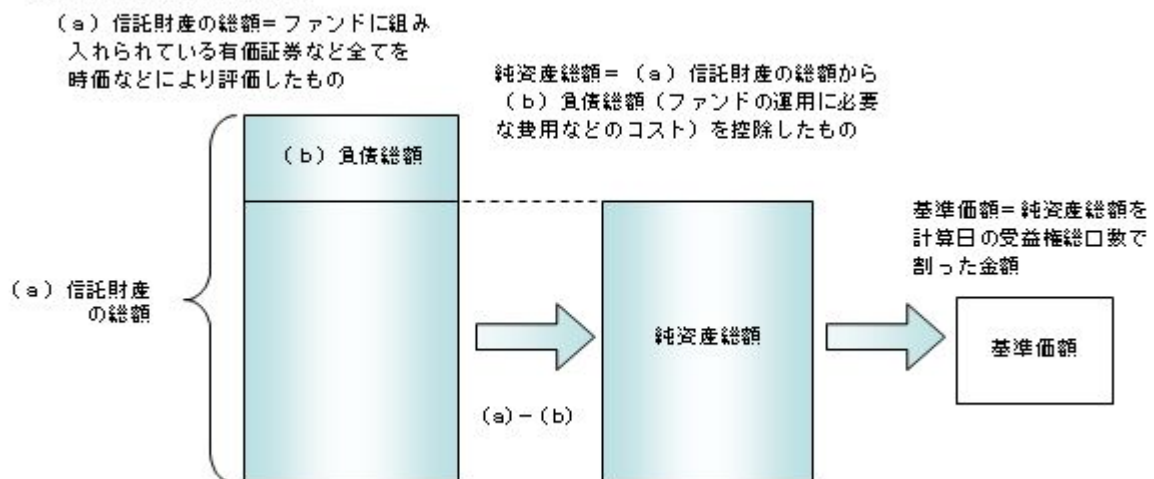 （a）信託財産の総額＝ファンドに組み
入れられている有価証券など全てを
時価などにより評価したもの
純資産総額＝（a）信託財産の総額から
（b）負債総額（ファンドの運用に必要
な費用などのコスト）を控除したもの
（b）負債総額
基準価額＝純資産総額を
計算日の受益権総口数で
割った金額
（a）信託財産
の総額
純資産総額
基準価額
（a）－（b）